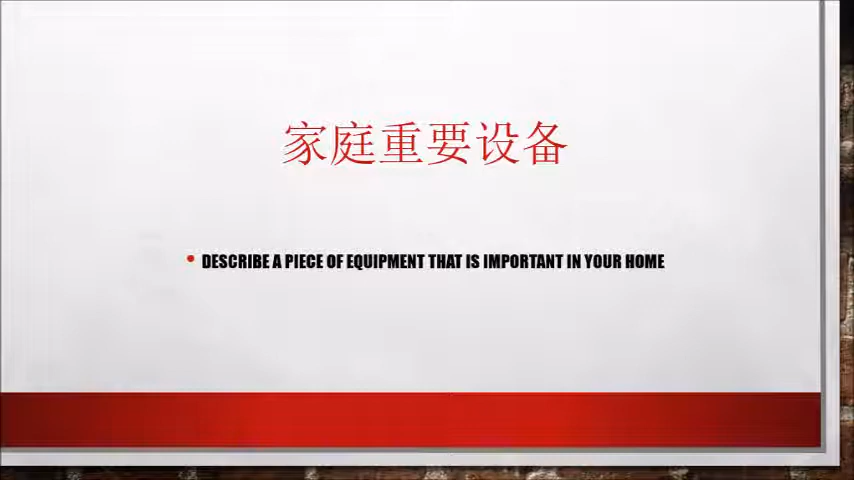 家庭重要设备
• DESCRIBE A PIECE OF EQUIPMENT THAT IS IMPORTANT IN YOUR HOME